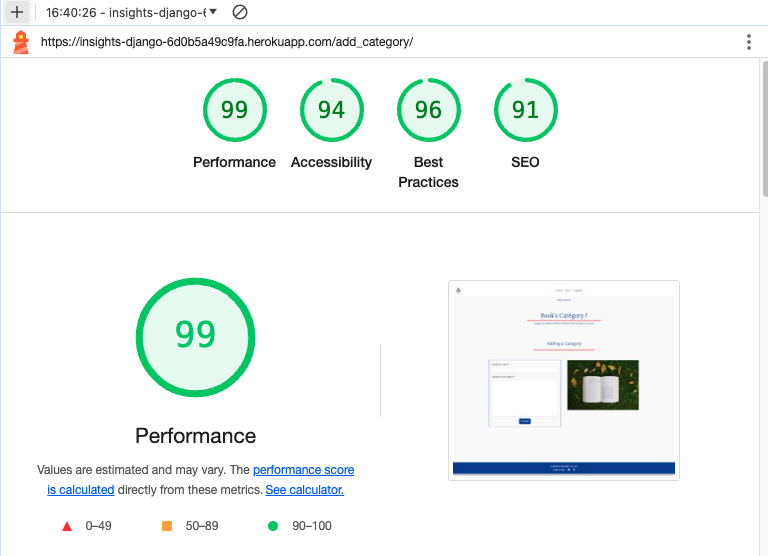 16:40:26 - insights-django-6
https://insights-django-6d0b5a49c9fa.herokuapp.com/add_category/
99 94 96 91
Performance Accessibility Best Practices SEO
99
Book's Category ?
Adding a Category
Performance
Values are estimated and may vary. The performance score
is calculated directly from these metrics. See calculator.
0–49 50–89 90–100